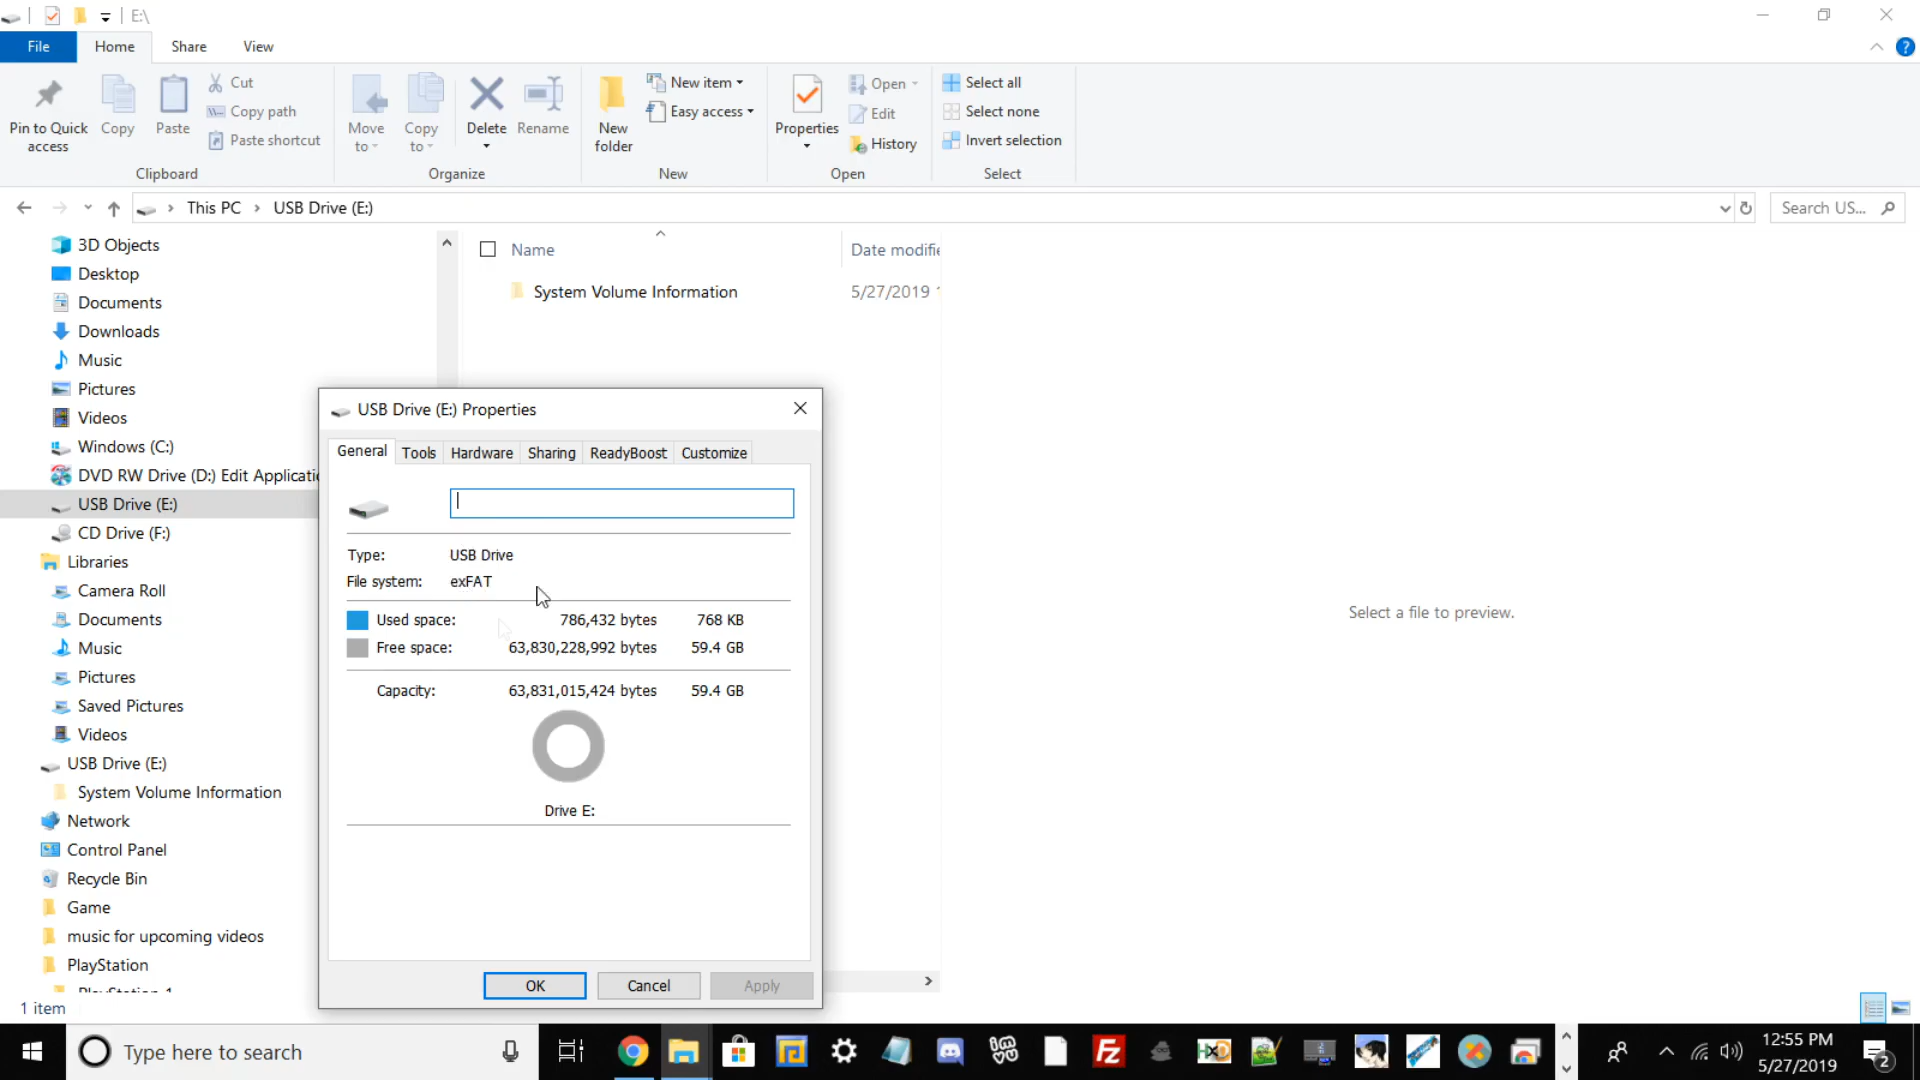 E:\
File
Home
Share
View
Pin to Quick access
Copy
Paste
Cut
Copy path
Paste shortcut
Clipboard
Move to
Copy to
Delete
Rename
Organize
New folder
New item
Easy access
New
Properties
Open
Edit
History
Open
Select all
Select none
Invert selection
Select
This PC > USB Drive (E:)
Search US...
3D Objects
Desktop
Documents
Downloads
Music
Pictures
Videos
Windows (C:)
DVD RW Drive (D:) Edit Applicati
USB Drive (E:)
CD Drive (F:)
Libraries
Camera Roll
Documents
Music
Pictures
Saved Pictures
Videos
USB Drive (E:)
System Volume Information
Network
Control Panel
Recycle Bin
Game
music for upcoming videos
PlayStation
Name
Date modifie
System Volume Information
5/27/2019
USB Drive (E:) Properties
General
Tools
Hardware
Sharing
ReadyBoost
Customize
Type: USB Drive
File system: exFAT
Used space: 786,432 bytes 768 KB
Free space: 63,830,228,992 bytes 59.4 GB
Capacity: 63,831,015,424 bytes 59.4 GB
Drive E:
OK
Cancel
Apply
Select a file to preview.
1 item
Type here to search
12:55 PM
5/27/2019
2